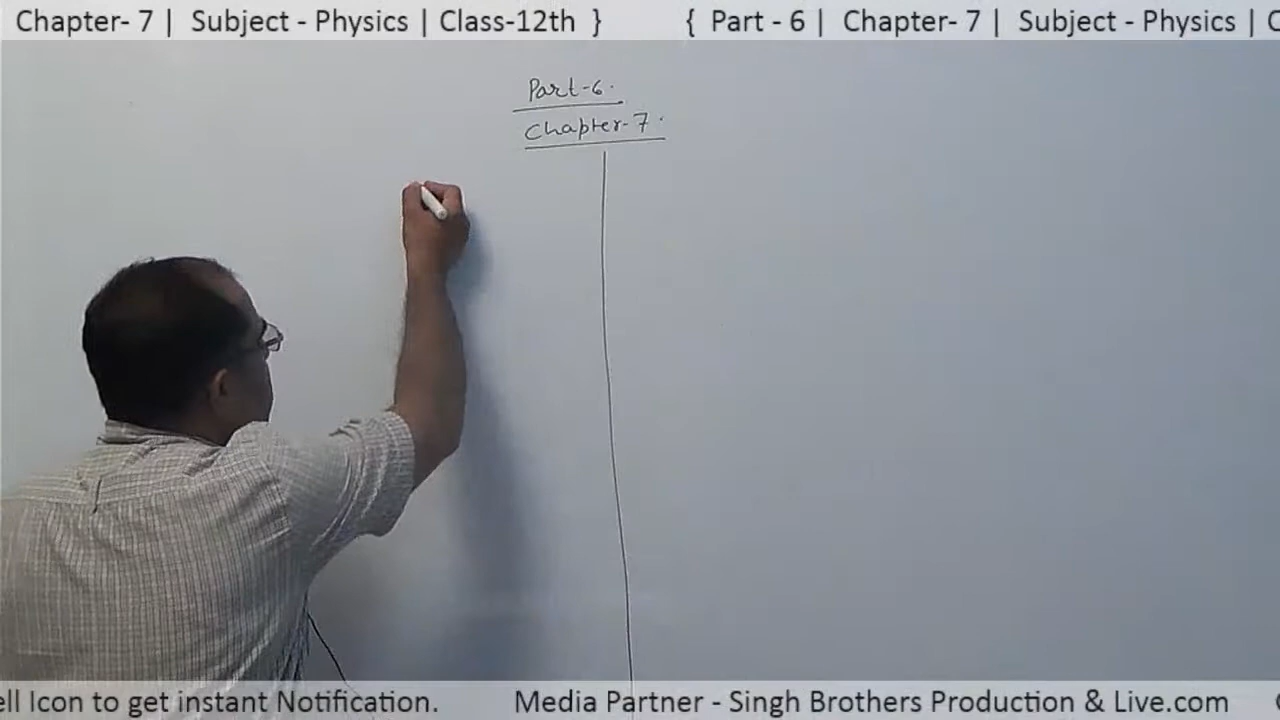 Chapter- 7 | Subject - Physics | Class-12th } { Part - 6 | Chapter- 7 | Subject - Physics |
Part-6.
Chapter-7.
Icon to get instant Notification. Media Partner - Singh Brothers Production & Live.com